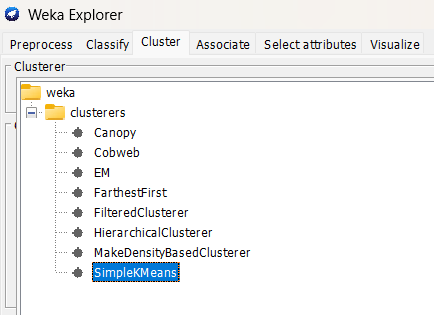 Weka Explorer
Preprocess Classify Cluster Associate Select attributes Visualize
Clusterer
weka
clusterers
Canopy
Cobweb
EM
FarthestFirst
FilteredClusterer
HierarchicalClusterer
MakeDensityBasedClusterer
SimpleKMeans